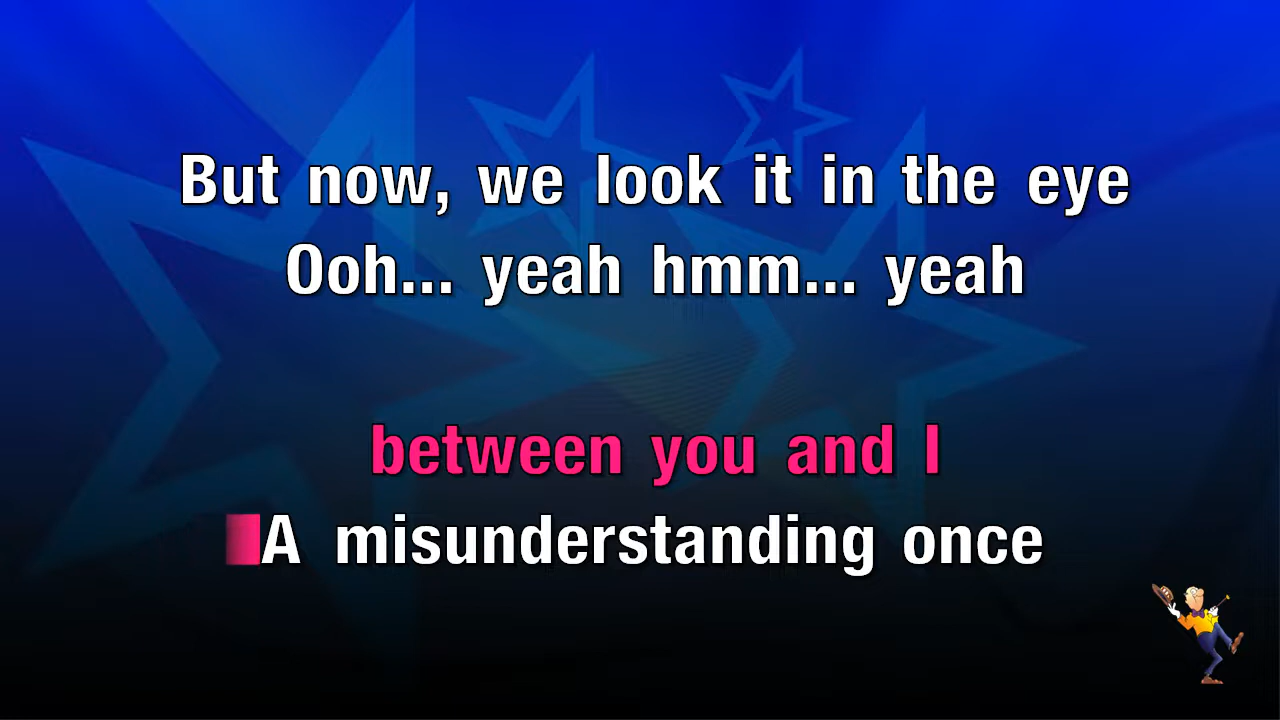 But now, we look it in the eye
Ooh... yeah hmm... yeah
between you and I
A misunderstanding once